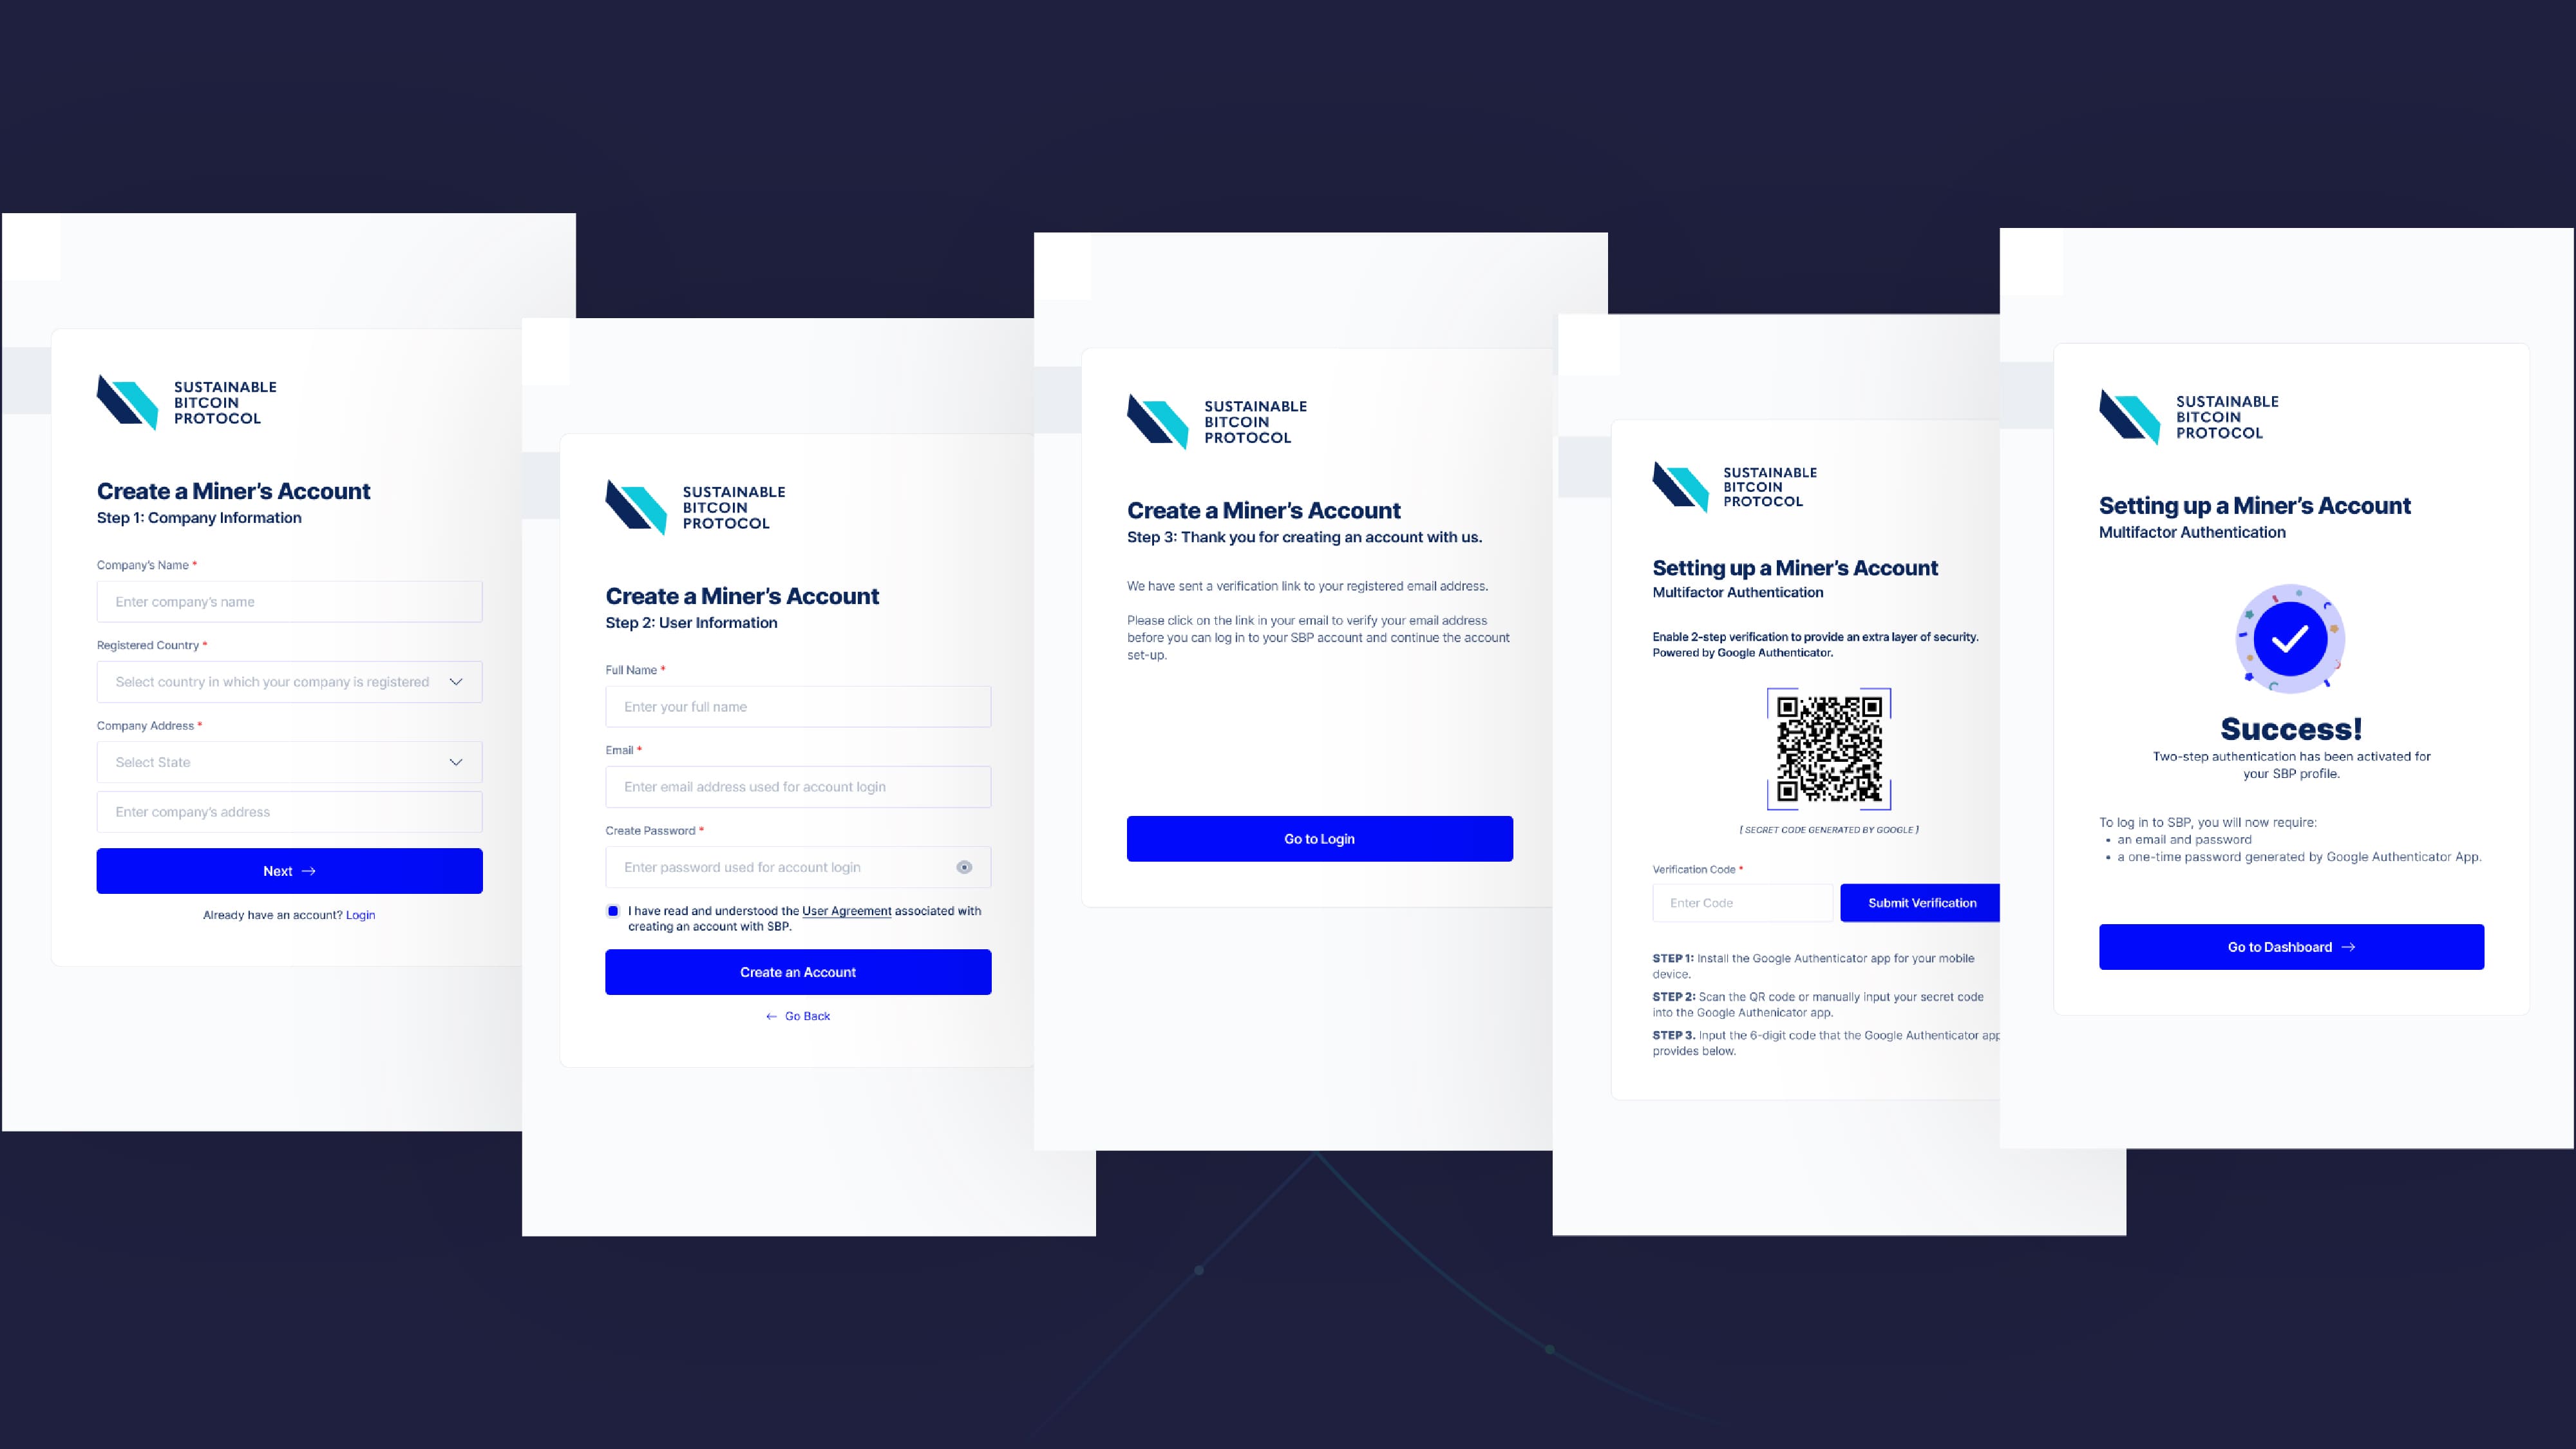 SUSTAINABLE
BITCOIN
PROTOCOL
Create a Miner's Account
Step 1: Company Information
Company's Name *
Enter company's name
Registered Country *
Select country in which your company is registered
Company Address *
Select State
Enter company's address
Next →
Already have an account? Login
SUSTAINABLE
BITCOIN
PROTOCOL
Create a Miner's Account
Step 2: User Information
Full Name *
Enter your full name
Email *
Enter email address used for account login
Create Password *
Enter password used for account login
I have read and understood the User Agreement associated with
creating an account with SBP.
Create an Account
← Go Back
SUSTAINABLE
BITCOIN
PROTOCOL
Create a Miner's Account
Step 3: Thank you for creating an account with us.
We have sent a verification link to your registered email address.
Please click on the link in your email to verify your email address
before you can log in to your SBP account and continue the account
set-up.
Go to Login
SUSTAINABLE
BITCOIN
PROTOCOL
Setting up a Miner's Account
Multifactor Authentication
Enable 2-step verification to provide an extra layer of security.
Powered by Google Authenticator.
[ SECRET CODE GENERATED BY GOOGLE ]
Verification Code *
Enter Code
Submit Verification
STEP 1: Install the Google Authenticator app for your mobile
device.
STEP 2: Scan the QR code or manually input your secret code
into the Google Authenicator app.
STEP 3. Input the 6-digit code that the Google Authenticator app
provides below.
SUSTAINABLE
BITCOIN
PROTOCOL
Setting up a Miner's Account
Multifactor Authentication
Success!
Two-step authentication has been activated for
your SBP profile.
To log in to SBP, you will now require:
• an email and password
• a one-time password generated by Google Authenticator App.
Go to Dashboard →